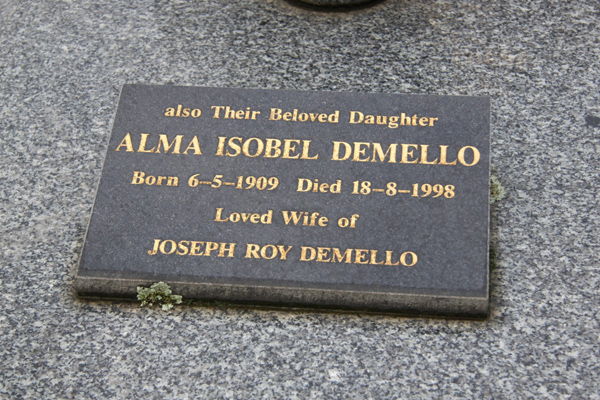 also Their Beloved Daughter
ALMA ISOBEL DEMELLO
Born 6-5-1909 Died 18-8-1998
Loved Wife of
JOSEPH ROY DEMELLO